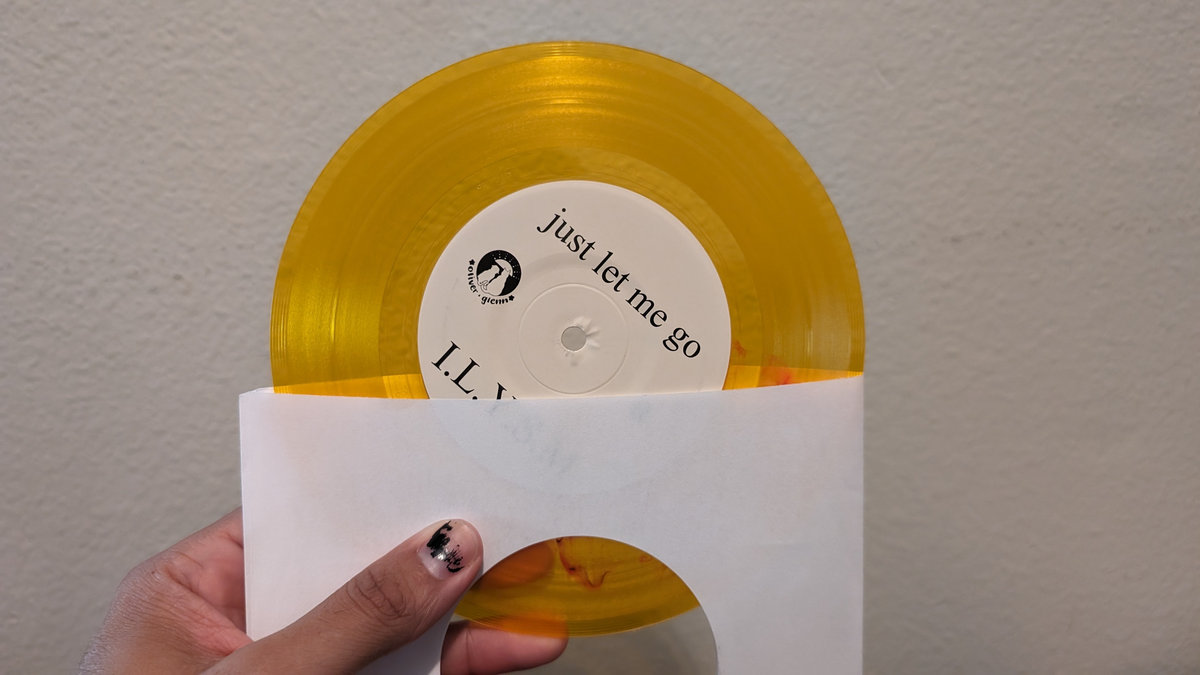 just let me go
oliver · glenn
I.L.